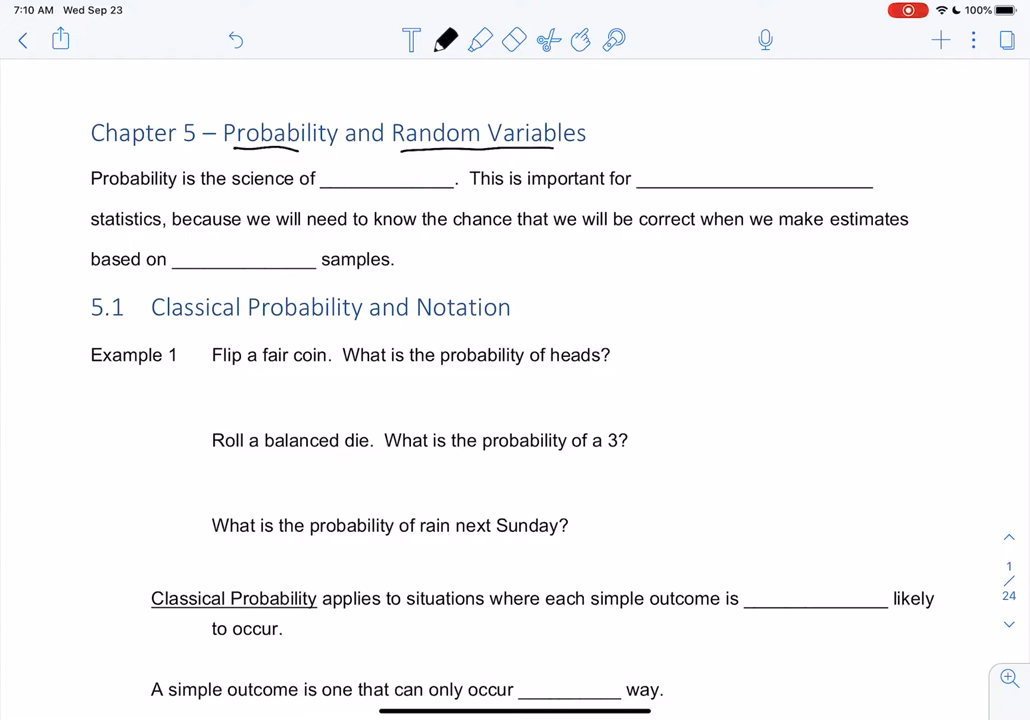 7:10 AM Wed Sep 23
100%
T
Chapter 5 – Probability and Random Variables
Probability is the science of _____________. This is important for _______________________
statistics, because we will need to know the chance that we will be correct when we make estimates
based on ______________ samples.
5.1 Classical Probability and Notation
Example 1 Flip a fair coin. What is the probability of heads?
Roll a balanced die. What is the probability of a 3?
What is the probability of rain next Sunday?
1
/
24
Classical Probability applies to situations where each simple outcome is ______________ likely
to occur.
A simple outcome is one that can only occur __________ way.